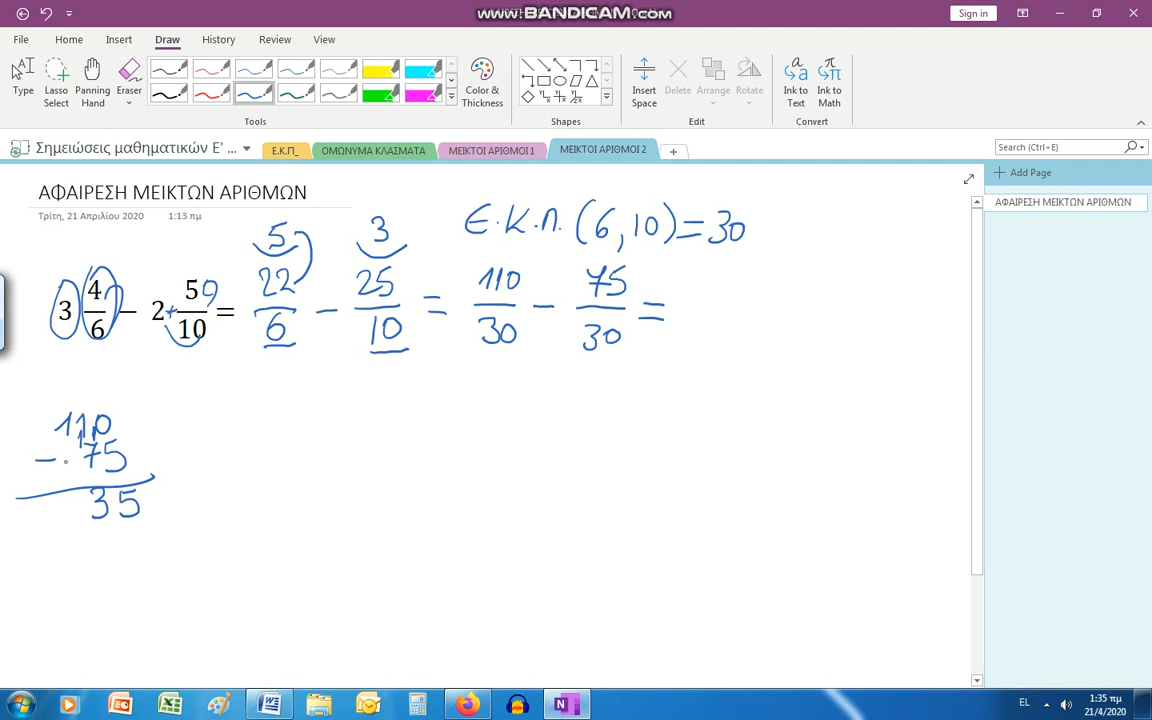 www.BANDICAM.com
Sign in
File Home Insert Draw History Review View
Type Lasso Select Panning Hand Eraser Color & Thickness Insert Space Delete Arrange Rotate Ink to Text Ink to Math
Tools Shapes Edit Convert
Σημειώσεις μαθηματικών Ε' ... Ε.Κ.Π_ ΟΜΩΝΥΜΑ ΚΛΑΣΜΑΤΑ ΜΕΙΚΤΟΙ ΑΡΙΘΜΟΙ 1 ΜΕΙΚΤΟΙ ΑΡΙΘΜΟΙ 2 Search (Ctrl+E)
Add Page
ΑΦΑΙΡΕΣΗ ΜΕΙΚΤΩΝ ΑΡΙΘΜΩΝ
ΑΦΑΙΡΕΣΗ ΜΕΙΚΤΩΝ ΑΡΙΘΜΩΝ
Τρίτη, 21 Απριλίου 2020 1:13 πμ
Ε.Κ.Π. (6, 10) = 30
5 3
3 4/6 - 2 + 5/10 = 22/6 - 25/10 = 110/30 - 75/30 =
110
- 75
35
EL 1:35 πμ
21/4/2020